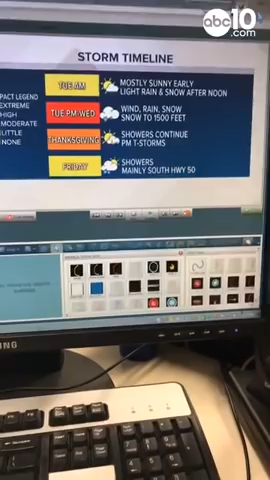 abc10
.com
STORM TIMELINE
TUE AM
MOSTLY SUNNY EARLY
LIGHT RAIN & SNOW AFTER NOON
PACT LEGEND
EXTREME
HIGH
MODERATE
LITTLE
NONE
TUE PM-WED
WIND, RAIN, SNOW
SNOW TO 1500 FEET
THANKSGIVING
SHOWERS CONTINUE
PM T-STORMS
FRIDAY
SHOWERS
MAINLY SOUTH HWY 50
SUNG